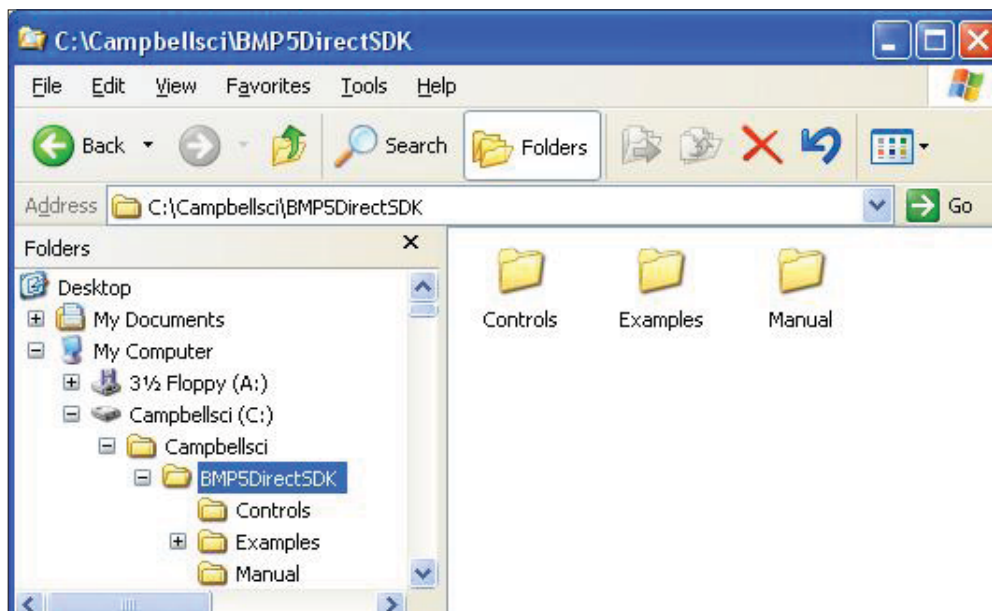 C:\Campbellsci\BMP5DirectSDK
File Edit View Favorites Tools Help
Back Search Folders
Address C:\Campbellsci\BMP5DirectSDK Go
Folders
Desktop
My Documents
My Computer
3½ Floppy (A:)
Campbellsci (C:)
Campbellsci
BMP5DirectSDK
Controls
Examples
Manual
Controls Examples Manual